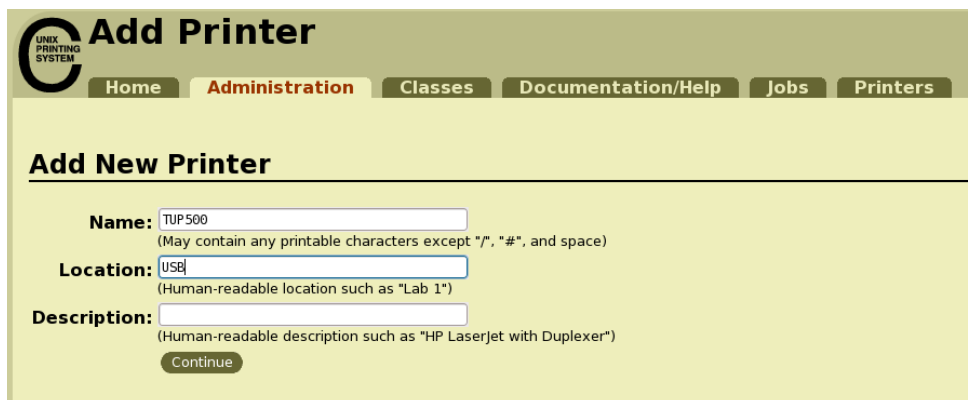 UNIX
PRINTING
SYSTEM
Add Printer
Home Administration Classes Documentation/Help Jobs Printers
Add New Printer
Name: TUP500
(May contain any printable characters except "/", "#", and space)
Location: USB
(Human-readable location such as "Lab 1")
Description:
(Human-readable description such as "HP LaserJet with Duplexer")
Continue